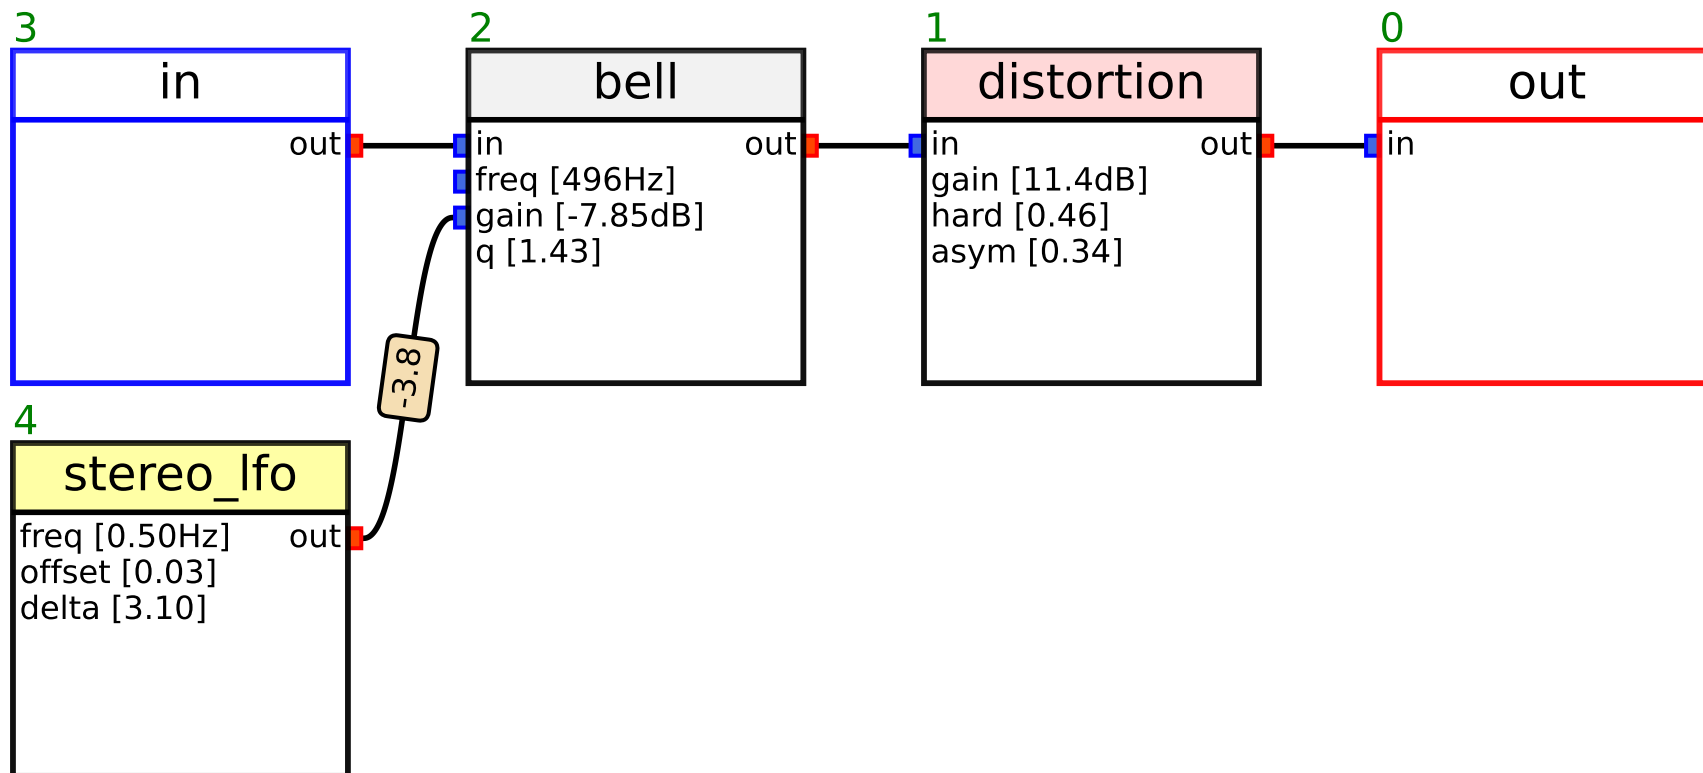 3
in
out
2
bell
in
out
freq [496Hz]
gain [-7.85dB]
q [1.43]
1
distortion
in
out
gain [11.4dB]
hard [0.46]
asym [0.34]
0
out
in
-3.8
4
stereo_lfo
freq [0.50Hz]
out
offset [0.03]
delta [3.10]